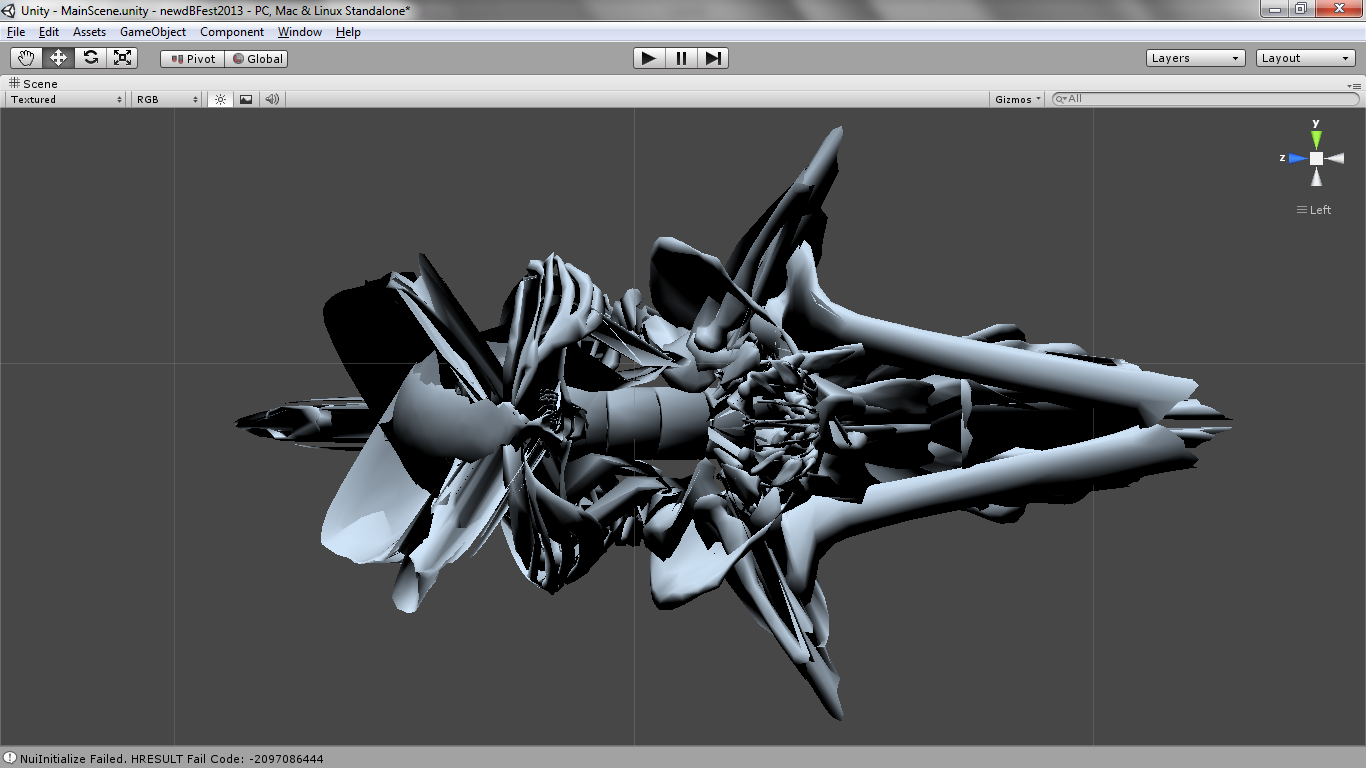 Unity - MainScene.unity - newdBFest2013 - PC, Mac & Linux Standalone*
File Edit Assets GameObject Component Window Help
Pivot Global Layers Layout
Scene
Textured RGB Gizmos All
y
z
Left
NuiInitialize Failed. HRESULT Fail Code: -2097086444